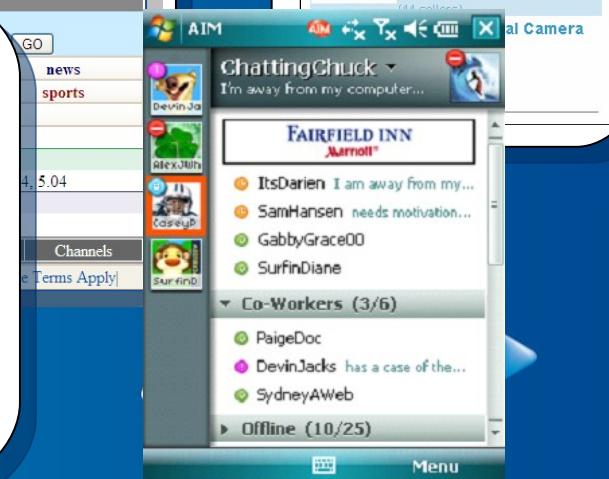 GO
news
sports
4, 5.04
Channels
e Terms Apply|
al Camera
AIM
AIM
ChattingChuck
I'm away from my computer...
DevinJa
AlexJWh
CaseyP
SurfinD
FAIRFIELD INN
Marriott
ItsDarien I am away from my...
SamHansen needs motivation...
GabbyGrace00
SurfinDiane
Co-Workers (3/6)
PaigeDoc
DevinJacks has a case of the...
SydneyAWeb
Offline (10/25)
Menu